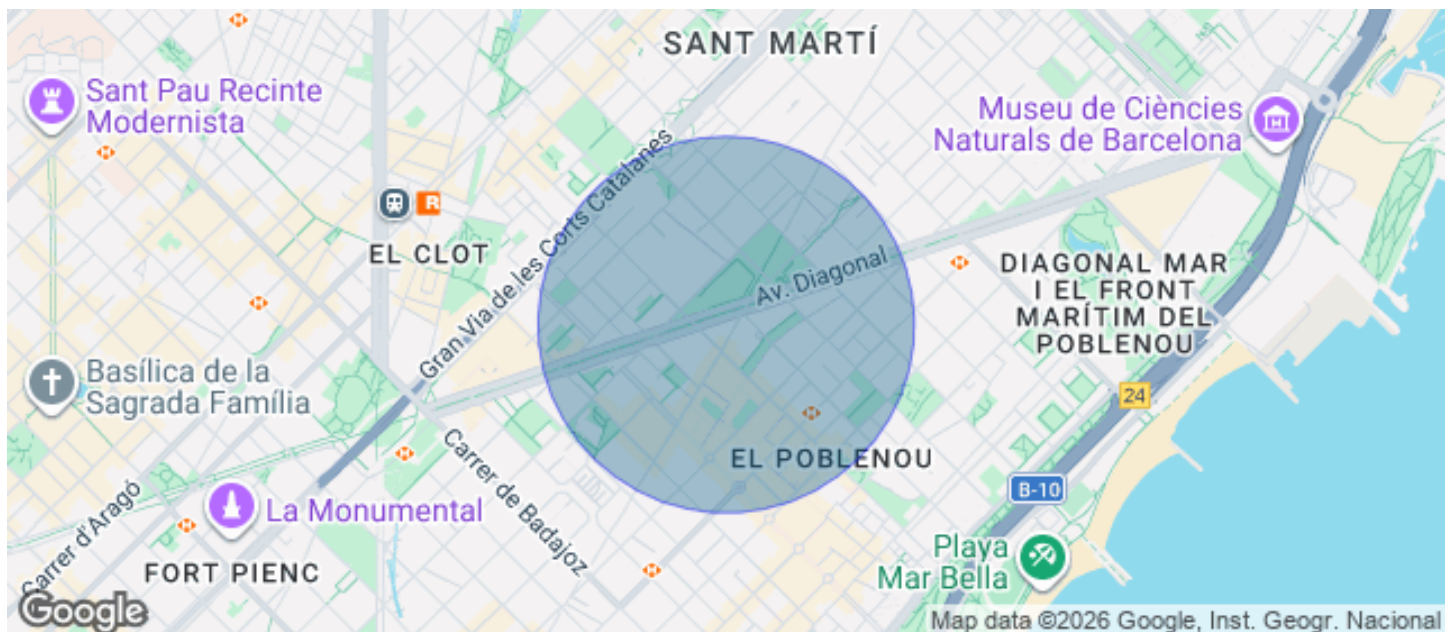 SANT MARTÍ
Sant Pau Recinte
Modernista
Museu de Ciències
Naturals de Barcelona
R
EL CLOT
Gran Via de les Corts Catalanes
Av. Diagonal
DIAGONAL MAR
I EL FRONT
MARÍTIM DEL
POBLENOU
Basílica de la
Sagrada Família
24
EL POBLENOU
Carrer de Badajoz
B-10
La Monumental
Carrer d'Aragó
Playa
Mar Bella
FORT PIENC
Google
Map data ©2026 Google, Inst. Geogr. Nacional